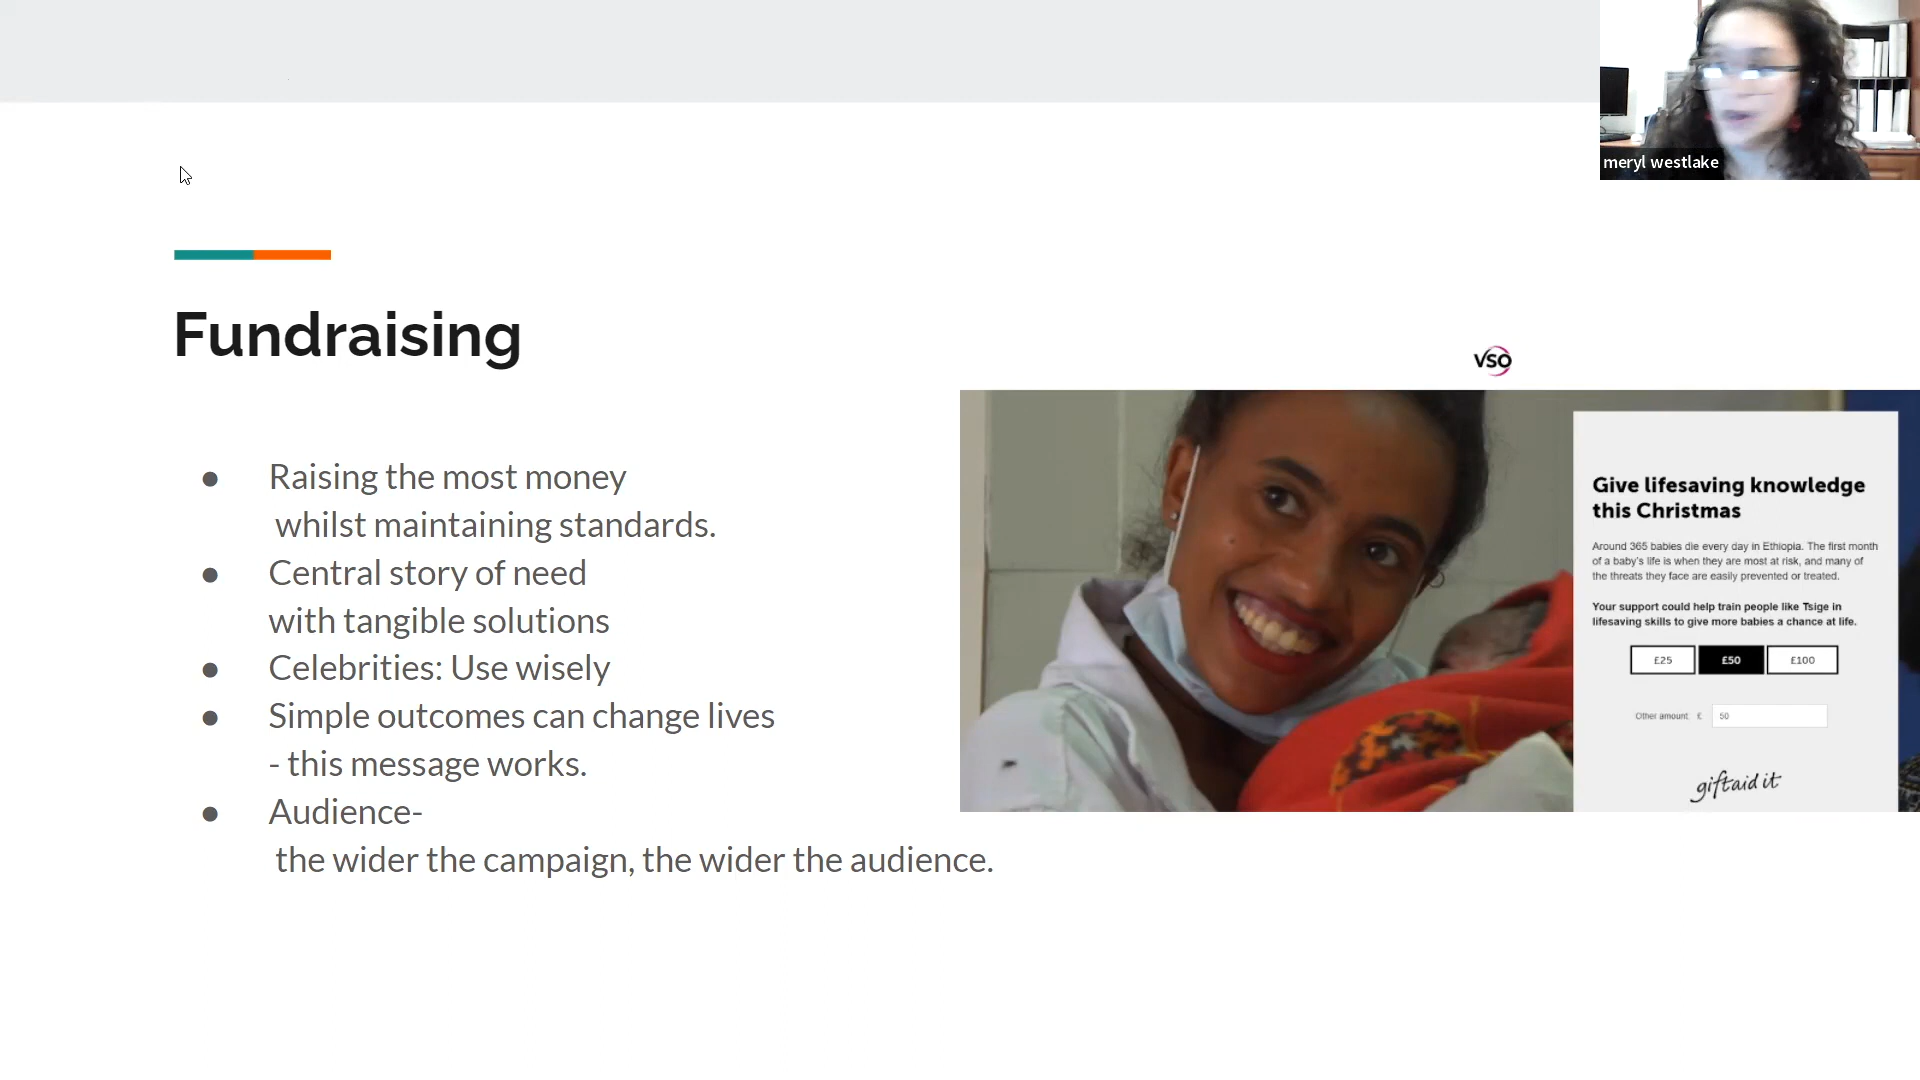 meryl westlake
Fundraising
● Raising the most money
whilst maintaining standards.
● Central story of need
with tangible solutions
● Celebrities: Use wisely
● Simple outcomes can change lives
- this message works.
● Audience-
the wider the campaign, the wider the audience.
VSO
Give lifesaving knowledge
this Christmas
Around 365 babies die every day in Ethiopia. The first month
of a baby's life is when they are most at risk, and many of
the threats they face are easily prevented or treated.
Your support could help train people like Tsige in
lifesaving skills to give more babies a chance at life.
£25 £50 £100
Other amount £ 50
giftaid it